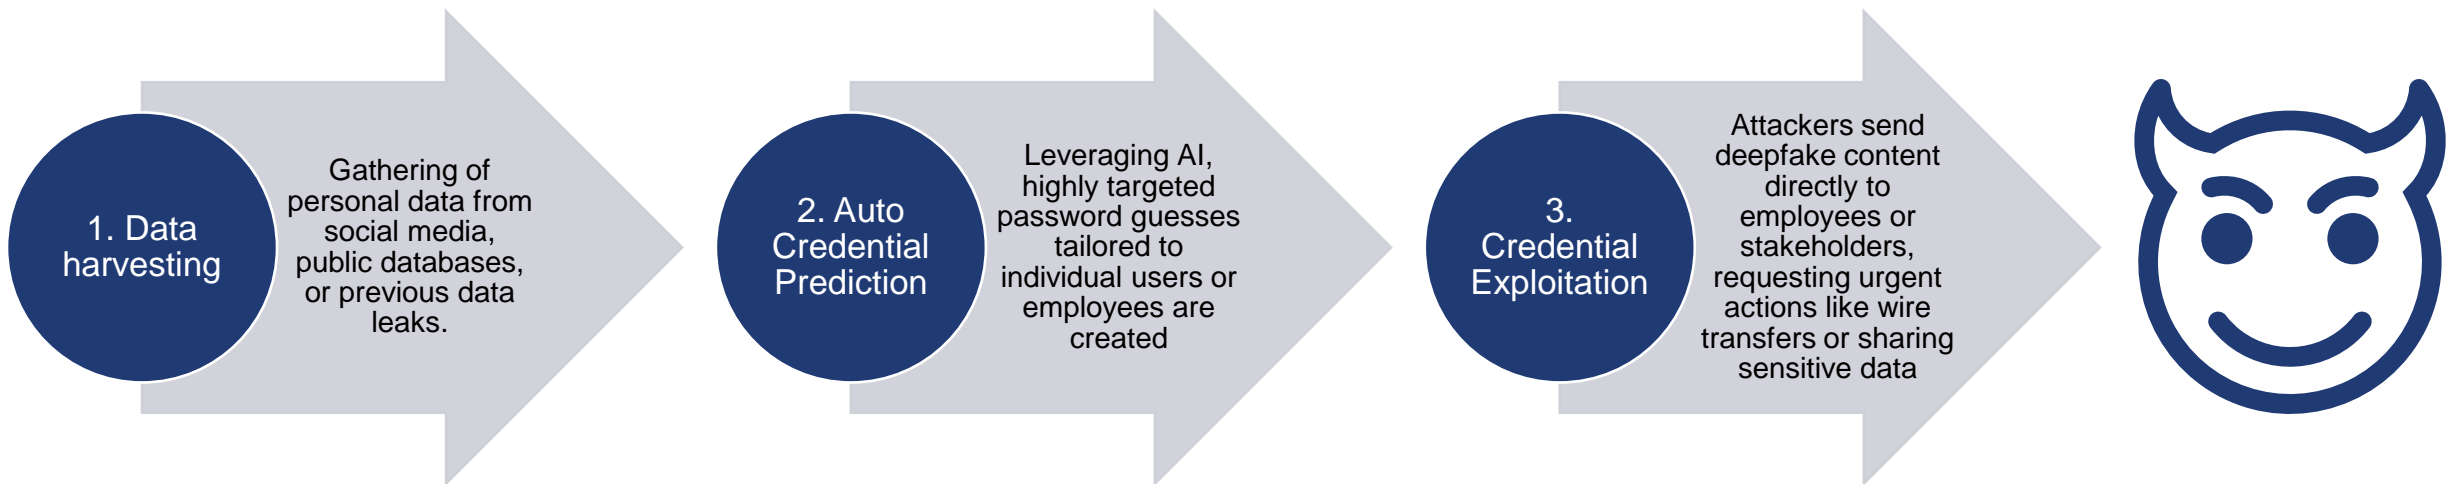 1. Data
harvesting
Gathering of
personal data from
social media,
public databases,
or previous data
leaks.
2. Auto
Credential
Prediction
Leveraging AI,
highly targeted
password guesses
tailored to
individual users or
employees are
created
3.
Credential
Exploitation
Attackers send
deepfake content
directly to
employees or
stakeholders,
requesting urgent
actions like wire
transfers or sharing
sensitive data